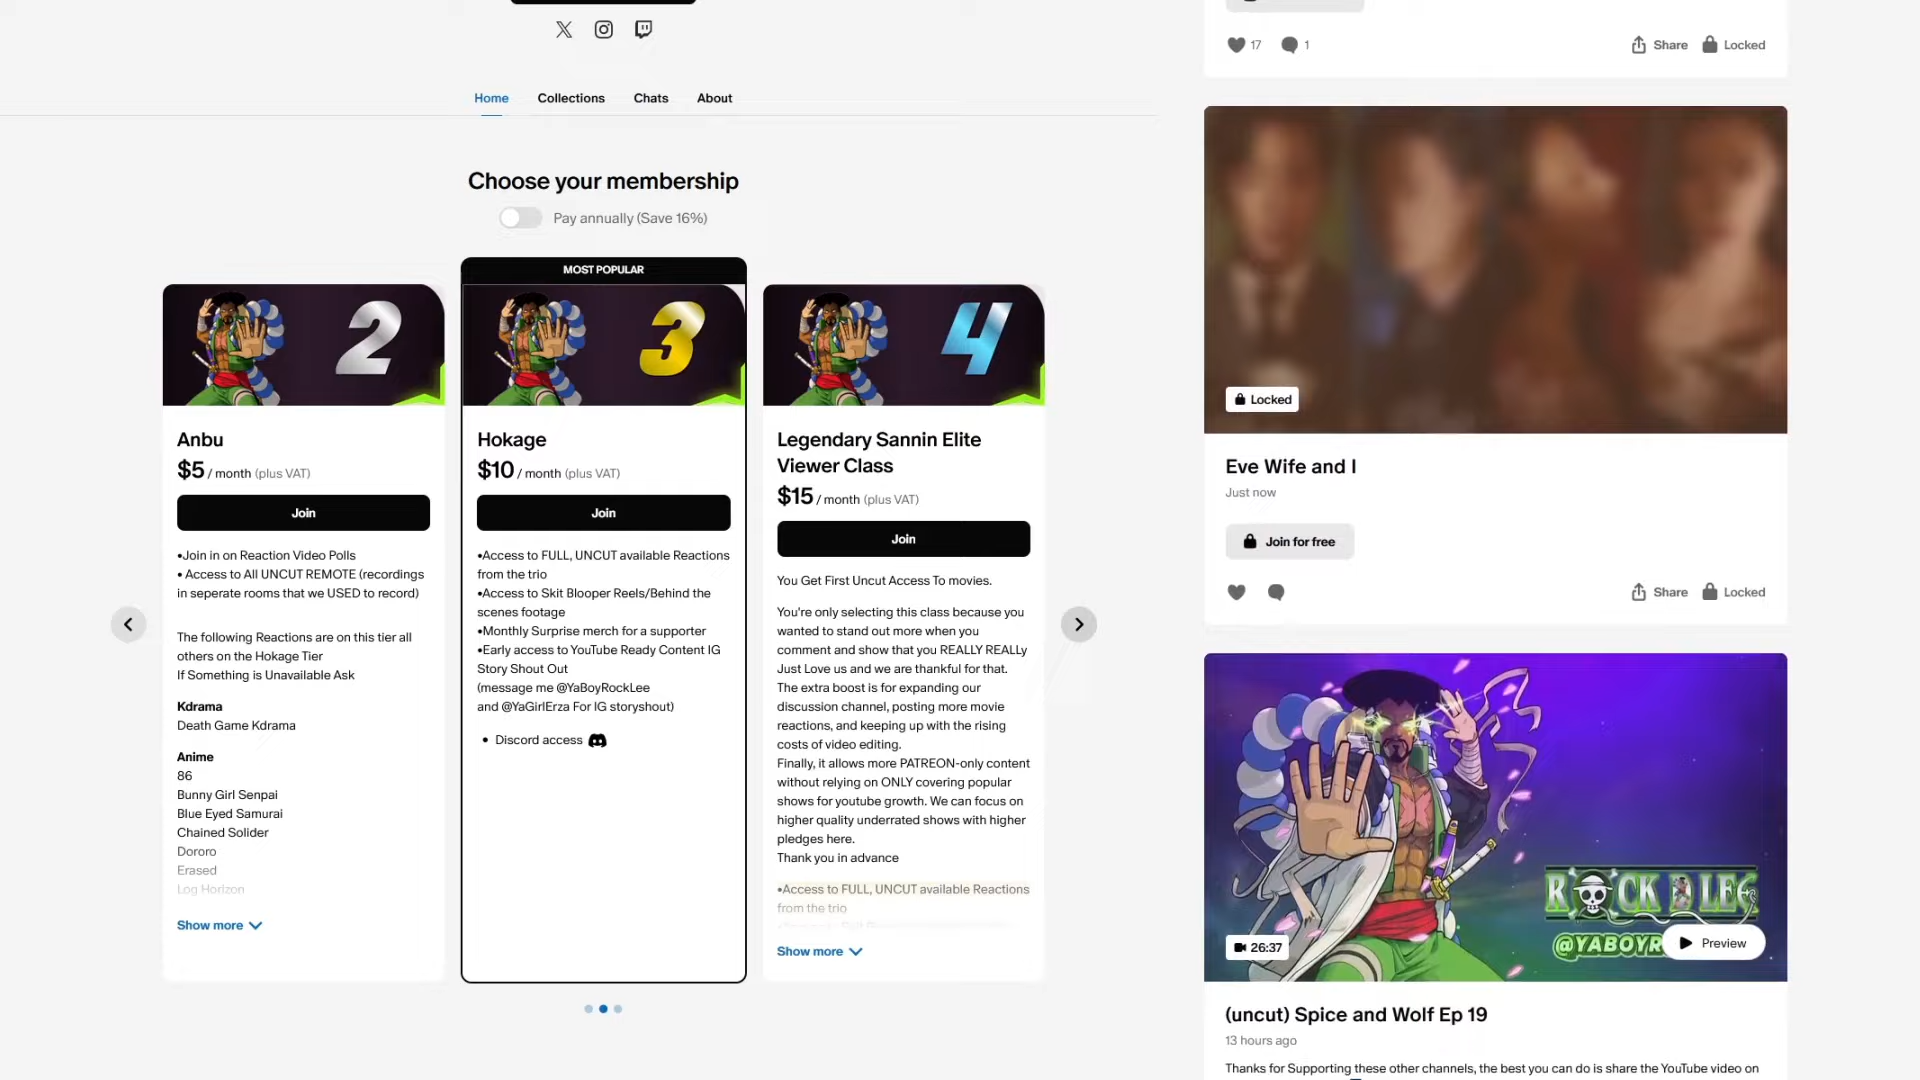 Home
Collections
Chats
About
Choose your membership
Pay annually (Save 16%)
2
Anbu
$5 / month (plus VAT)
Join
•Join in on Reaction Video Polls
• Access to All UNCUT REMOTE (recordings
in seperate rooms that we USED to record)
The following Reactions are on this tier all
others on the Hokage Tier
If Something is Unavailable Ask
Kdrama
Death Game Kdrama
Anime
86
Bunny Girl Senpai
Blue Eyed Samurai
Chained Solider
Dororo
Erased
Log Horizon
Show more
MOST POPULAR
3
Hokage
$10 / month (plus VAT)
Join
•Access to FULL, UNCUT available Reactions
from the trio
•Access to Skit Blooper Reels/Behind the
scenes footage
•Monthly Surprise merch for a supporter
•Early access to YouTube Ready Content IG
Story Shout Out
(message me @YaBoyRockLee
and @YaGirlErza For IG storyshout)
• Discord access
4
Legendary Sannin Elite
Viewer Class
$15 / month (plus VAT)
Join
You Get First Uncut Access To movies.
You're only selecting this class because you
wanted to stand out more when you
comment and show that you REALLY REALLY
Just Love us and we are thankful for that.
The extra boost is for expanding our
discussion channel, posting more movie
reactions, and keeping up with the rising
costs of video editing.
Finally, it allows more PATREON-only content
without relying on ONLY covering popular
shows for youtube growth. We can focus on
higher quality underrated shows with higher
pledges here.
Thank you in advance
•Access to FULL, UNCUT available Reactions
from the trio
Show more
17
1
Share
Locked
Locked
Eve Wife and I
Just now
Join for free
Share
Locked
26:37
@YABOYR
Preview
(uncut) Spice and Wolf Ep 19
13 hours ago
Thanks for Supporting these other channels, the best you can do is share the YouTube video on